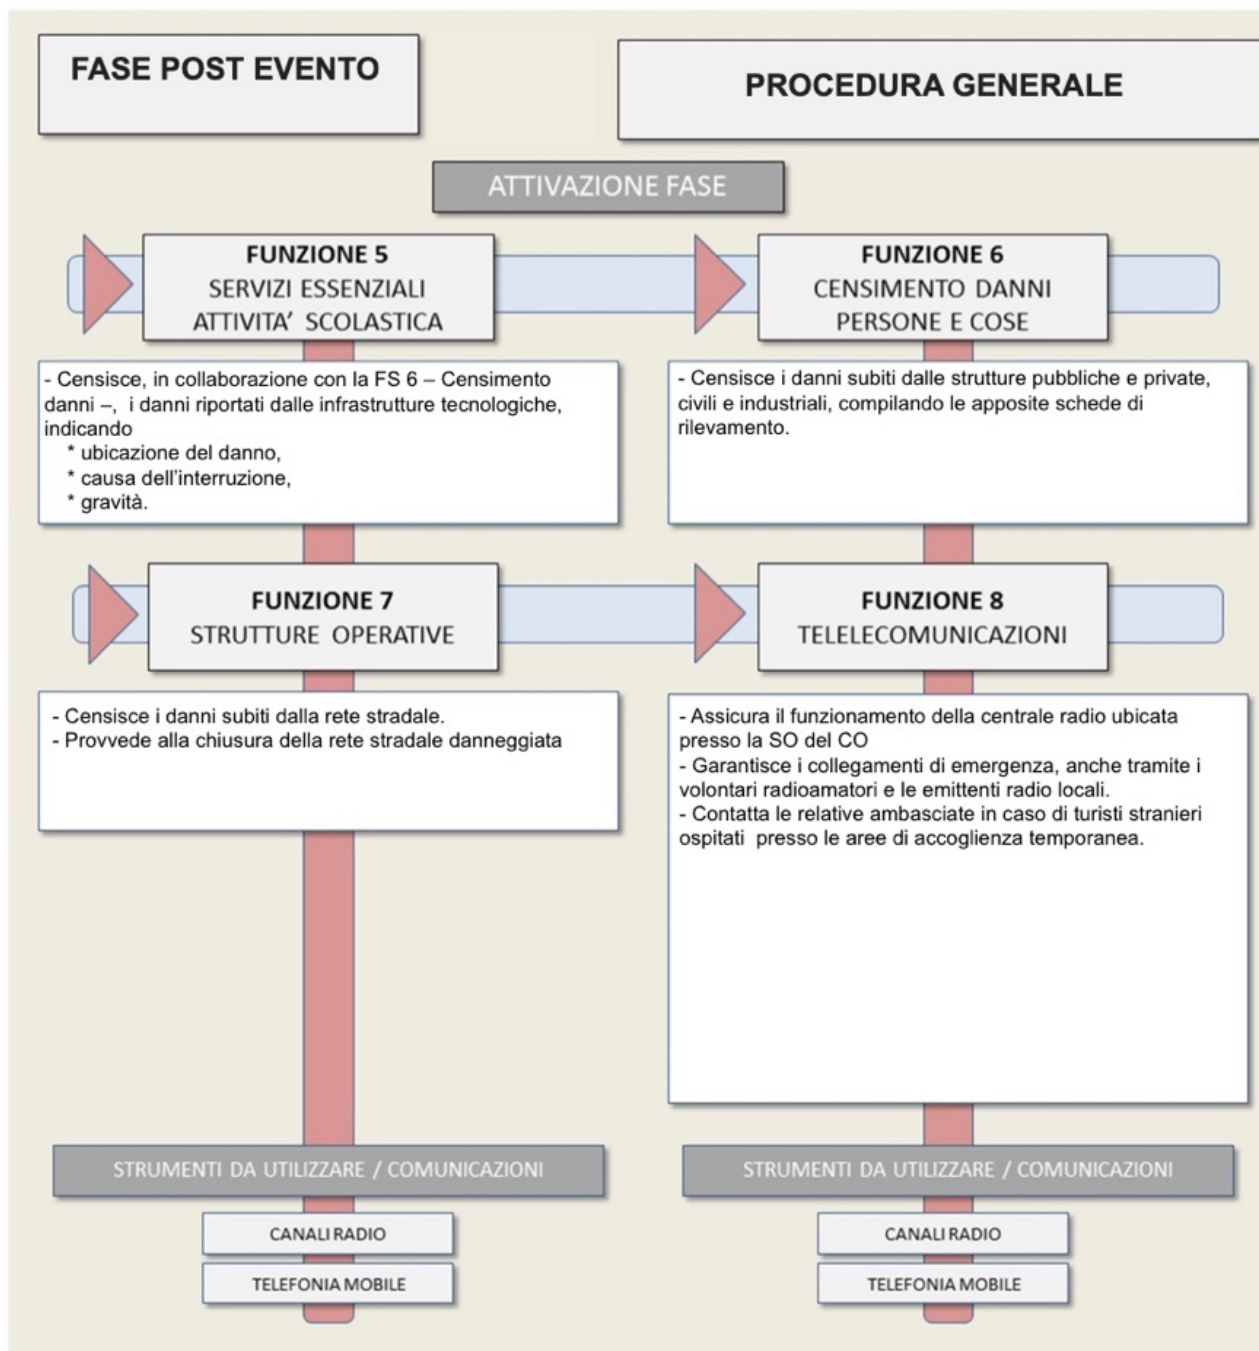 FASE POST EVENTO
PROCEDURA GENERALE
ATTIVAZIONE FASE
FUNZIONE 5
SERVIZI ESSENZIALI
ATTIVITA’ SCOLASTICA
FUNZIONE 6
CENSIMENTO DANNI
PERSONE E COSE
- Censisce, in collaborazione con la FS 6 – Censimento
danni –, i danni riportati dalle infrastrutture tecnologiche,
indicando
* ubicazione del danno,
* causa dell’interruzione,
* gravità.
- Censisce i danni subiti dalle strutture pubbliche e private,
civili e industriali, compilando le apposite schede di
rilevamento.
FUNZIONE 7
STRUTTURE OPERATIVE
FUNZIONE 8
TELELECOMUNICAZIONI
- Censisce i danni subiti dalla rete stradale.
- Provvede alla chiusura della rete stradale danneggiata
- Assicura il funzionamento della centrale radio ubicata
presso la SO del CO
- Garantisce i collegamenti di emergenza, anche tramite i
volontari radioamatori e le emittenti radio locali.
- Contatta le relative ambasciate in caso di turisti stranieri
ospitati presso le aree di accoglienza temporanea.
STRUMENTI DA UTILIZZARE / COMUNICAZIONI
CANALI RADIO
TELEFONIA MOBILE
STRUMENTI DA UTILIZZARE / COMUNICAZIONI
CANALI RADIO
TELEFONIA MOBILE